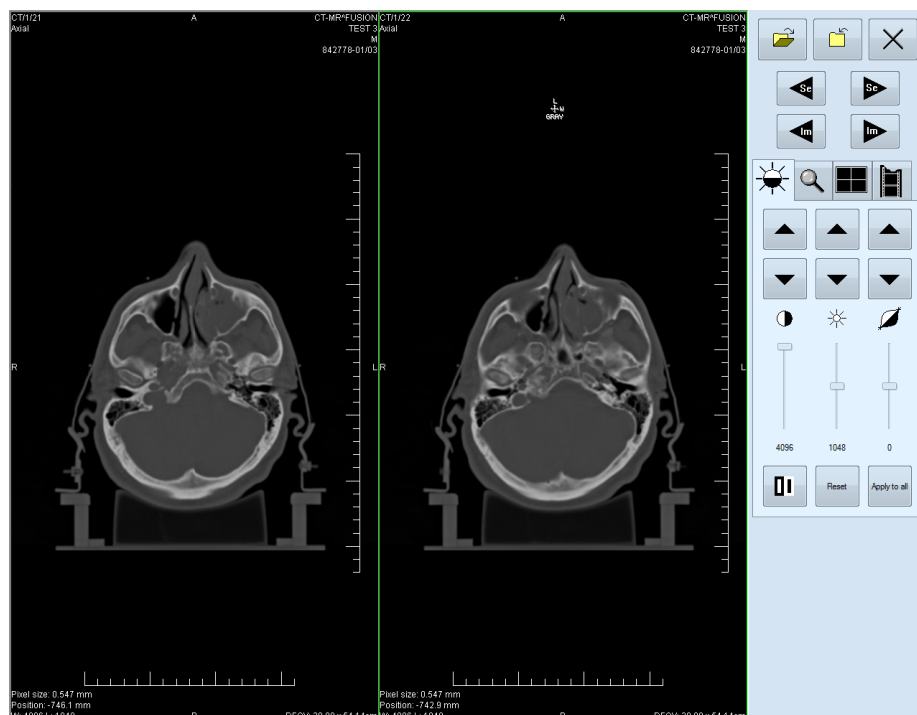 CT/1/21
A
CT-MR^FUSION
Axial
TEST 3
M
842778-01/03
R
L
Pixel size: 0.547 mm
Position: -746.1 mm
CT/1/22
A
CT-MR^FUSION
Axial
TEST 3
M
842778-01/03
L
W
GRAY
R
L
Pixel size: 0.547 mm
Position: -742.9 mm
Se
Se
Im
Im
4096
1048
0
Reset
Apply to all